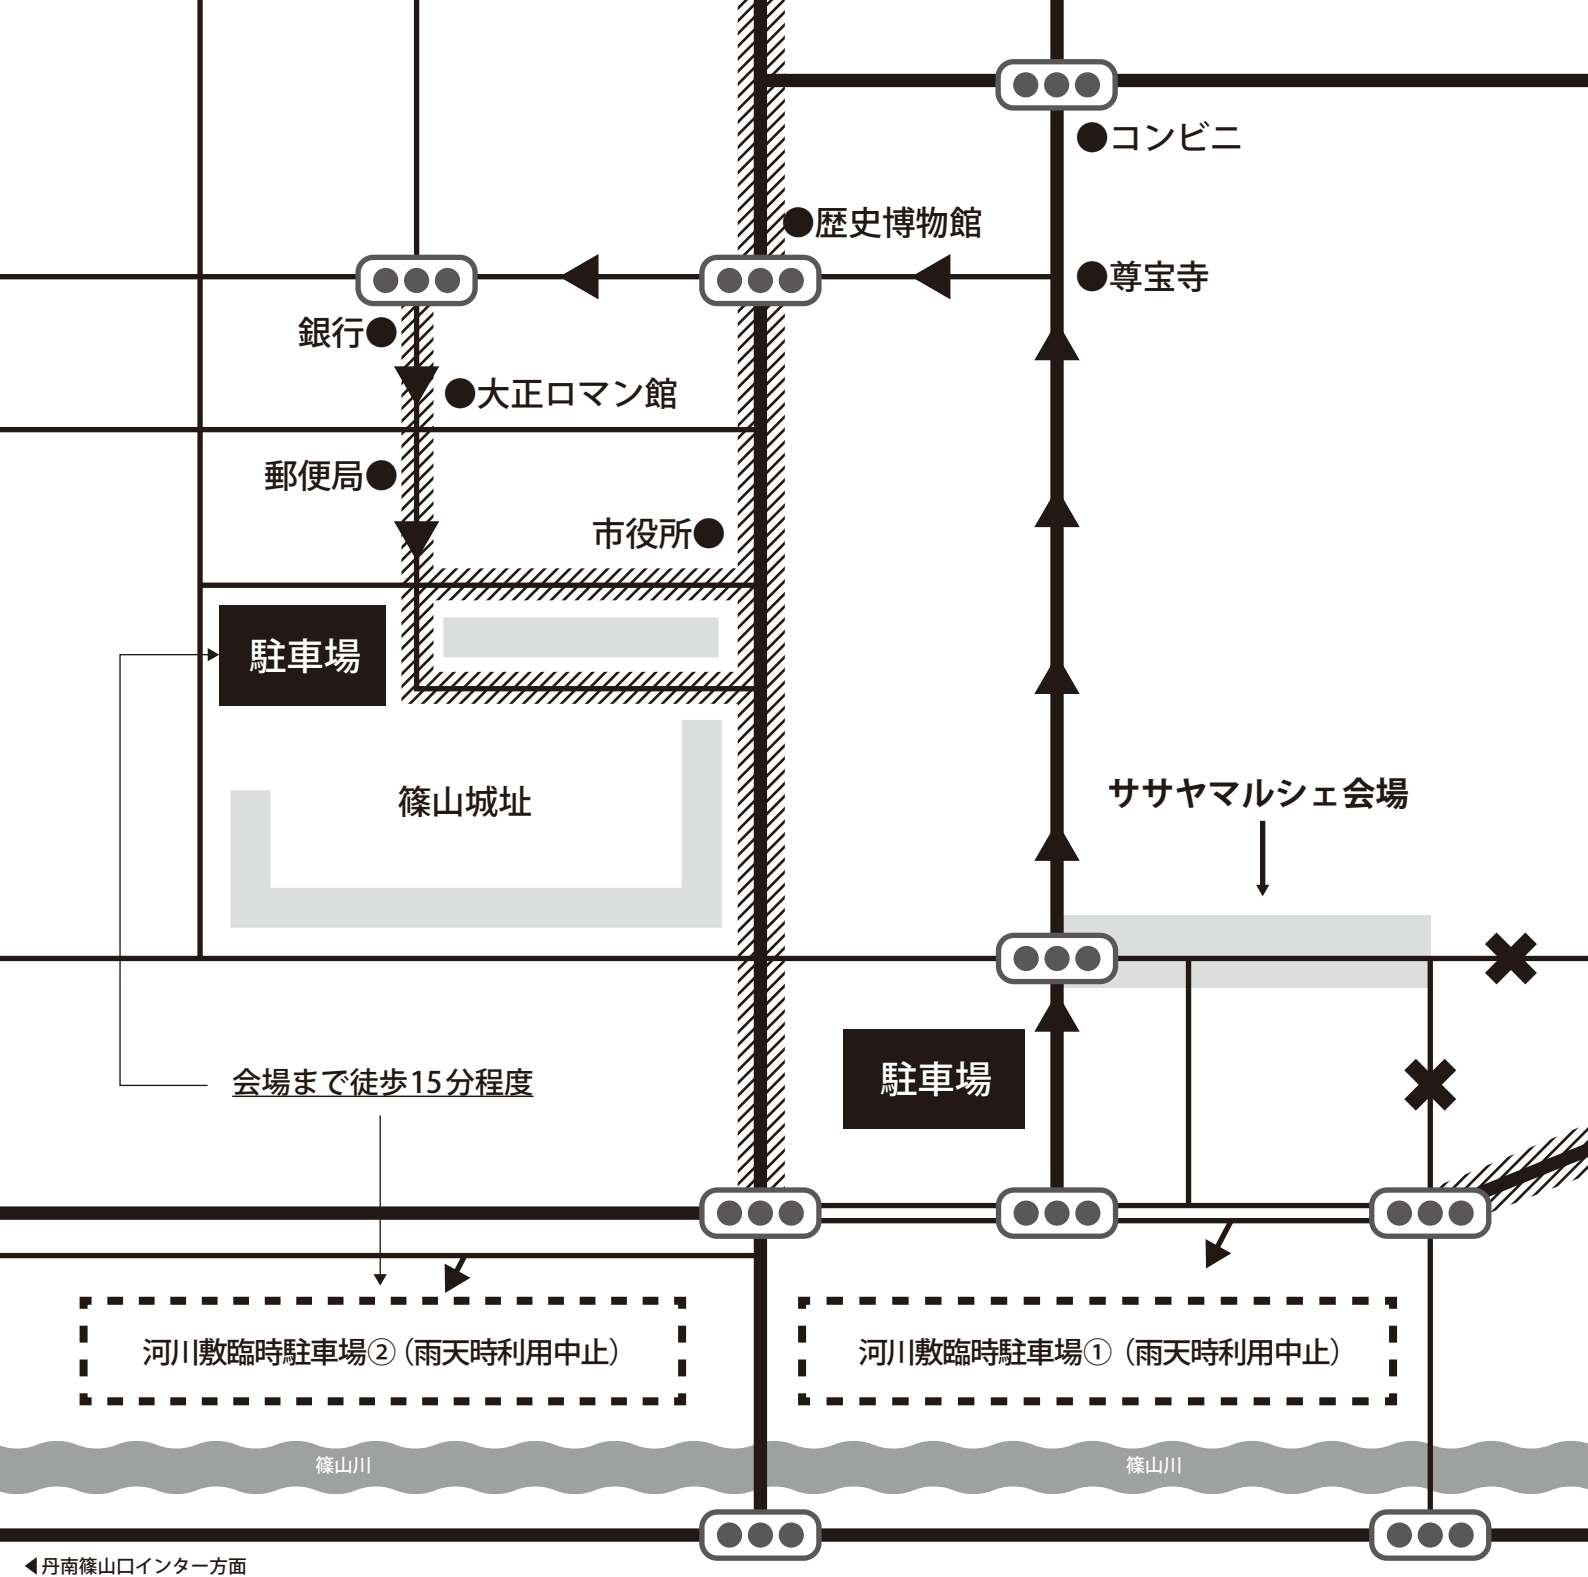 ●コンビニ
●歴史博物館
●尊宝寺
銀行●
●大正ロマン館
郵便局●
市役所●
駐車場
ササヤマルシェ会場
篠山城址
駐車場
会場まで徒歩15分程度
河川敷臨時駐車場②(雨天時利用中止)
河川敷臨時駐車場①(雨天時利用中止)
篠山川
篠山川
◀丹南篠山口インター方面